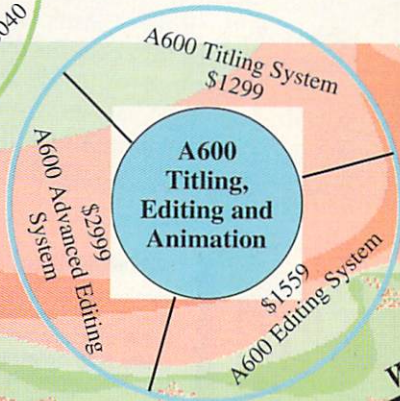 040
A600 Titling System
$1299
A600
Titling,
Editing and
Animation
$1559
A600 Editing System
$2999
A600 Advanced Editing
System